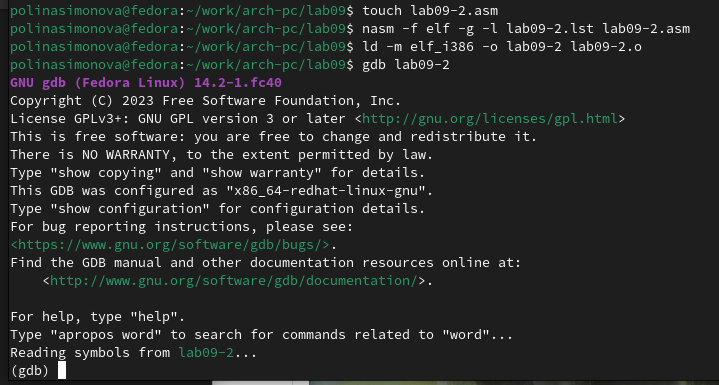 polinasimonova@fedora:~/work/arch-pc/lab09$ touch lab09-2.asm
polinasimonova@fedora:~/work/arch-pc/lab09$ nasm -f elf -g -l lab09-2.lst lab09-2.asm
polinasimonova@fedora:~/work/arch-pc/lab09$ ld -m elf_i386 -o lab09-2 lab09-2.o
polinasimonova@fedora:~/work/arch-pc/lab09$ gdb lab09-2
GNU gdb (Fedora Linux) 14.2-1.fc40
Copyright (C) 2023 Free Software Foundation, Inc.
License GPLv3+: GNU GPL version 3 or later <http://gnu.org/licenses/gpl.html>
This is free software: you are free to change and redistribute it.
There is NO WARRANTY, to the extent permitted by law.
Type "show copying" and "show warranty" for details.
This GDB was configured as "x86_64-redhat-linux-gnu".
Type "show configuration" for configuration details.
For bug reporting instructions, please see:
<https://www.gnu.org/software/gdb/bugs/>.
Find the GDB manual and other documentation resources online at:
    <http://www.gnu.org/software/gdb/documentation/>.

For help, type "help".
Type "apropos word" to search for commands related to "word"...
Reading symbols from lab09-2...
(gdb)